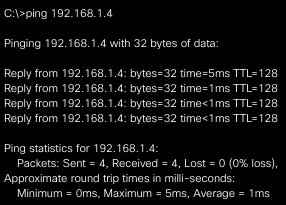 C:\>ping 192.168.1.4
Pinging 192.168.1.4 with 32 bytes of data:
Reply from 192.168.1.4: bytes=32 time=5ms TTL=128
Reply from 192.168.1.4: bytes=32 time=1ms TTL=128
Reply from 192.168.1.4: bytes=32 time<1ms TTL=128
Reply from 192.168.1.4: bytes=32 time<1ms TTL=128
Ping statistics for 192.168.1.4:
Packets: Sent = 4, Received = 4, Lost = 0 (0% loss),
Approximate round trip times in milli-seconds:
Minimum = 0ms, Maximum = 5ms, Average = 1ms